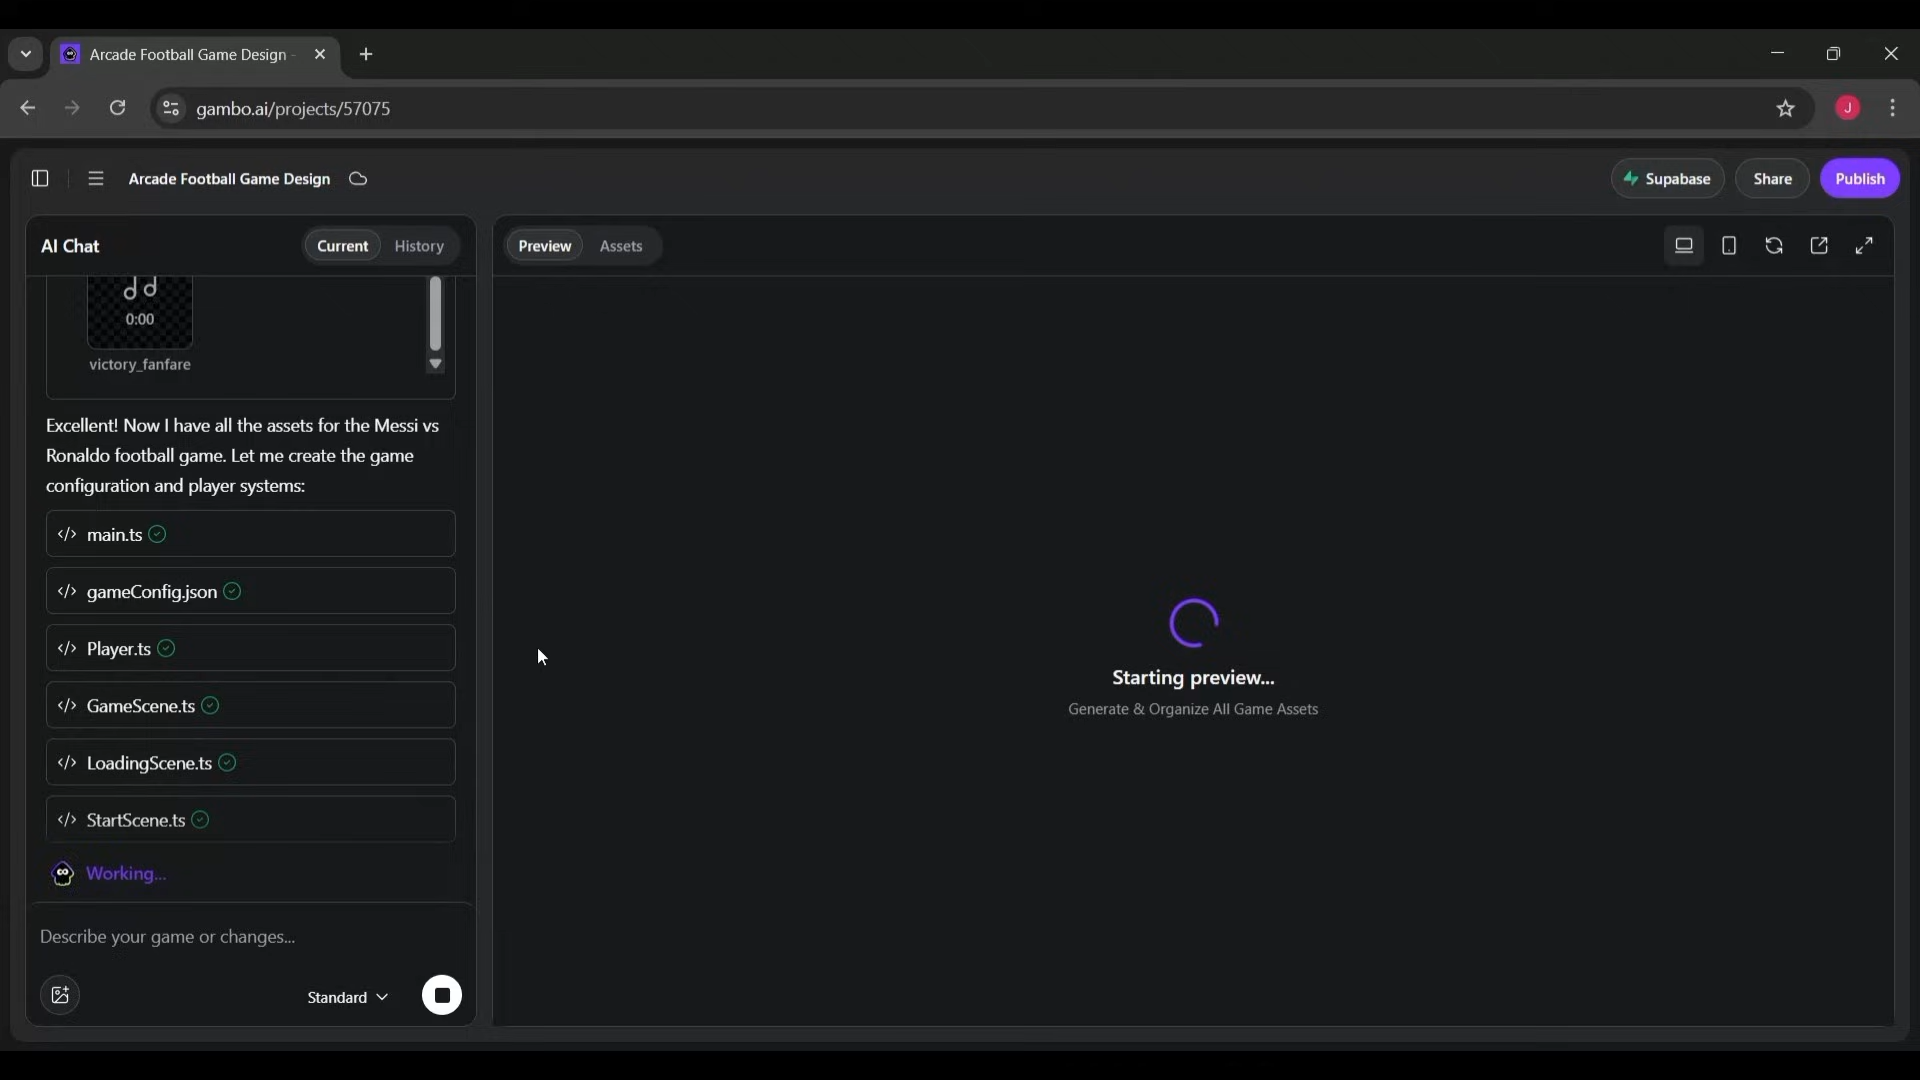 Arcade Football Game Design -
gambo.ai/projects/57075
J
Arcade Football Game Design
Supabase
Share
Publish
AI Chat
Current
History
Preview
Assets
0:00
victory_fanfare
Excellent! Now I have all the assets for the Messi vs
Ronaldo football game. Let me create the game
configuration and player systems:
</> main.ts
</> gameConfig.json
</> Player.ts
</> GameScene.ts
</> LoadingScene.ts
</> StartScene.ts
Working...
Describe your game or changes...
Standard
Starting preview...
Generate & Organize All Game Assets